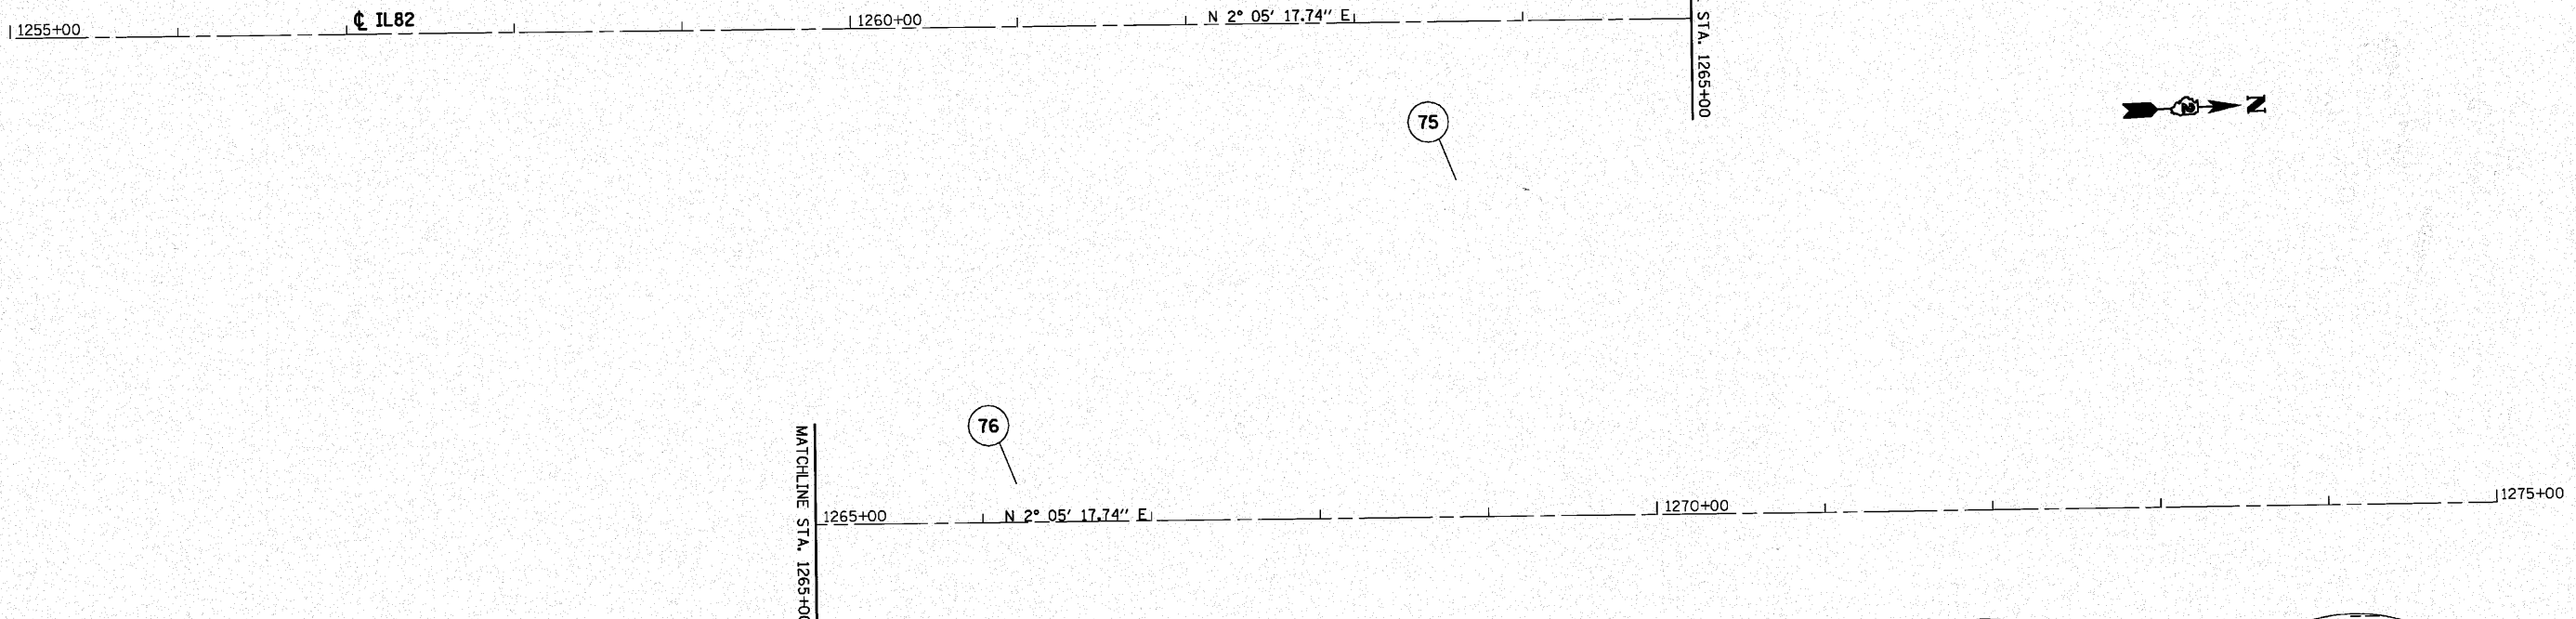 1255+00
℄ IL82
1260+00
N 2° 05' 17.74" E
STA. 1265+00
N
75
76
MATCHLINE STA. 1265+00
1265+00
N 2° 05' 17.74" E
1270+00
1275+00